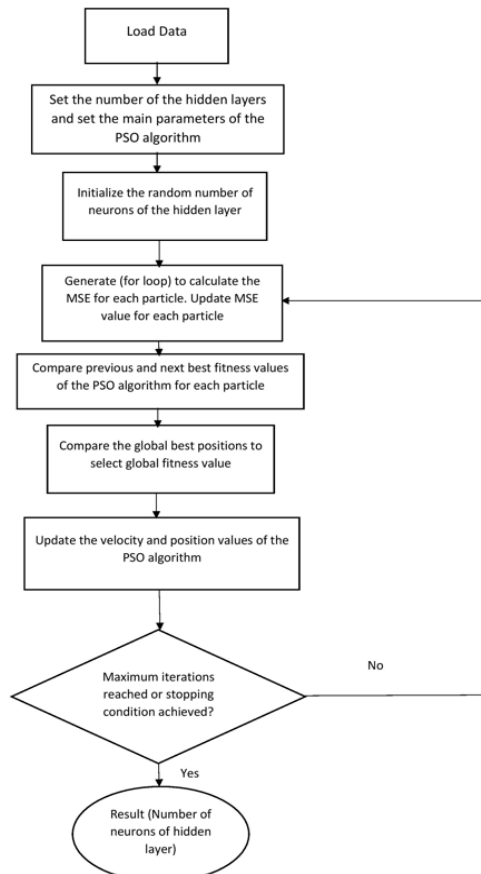 Load Data
Set the number of the hidden layers
and set the main parameters of the
PSO algorithm
Initialize the random number of
neurons of the hidden layer
Generate (for loop) to calculate the
MSE for each particle. Update MSE
value for each particle
Compare previous and next best fitness values
of the PSO algorithm for each particle
Compare the global best positions to
select global fitness value
Update the velocity and position values of the
PSO algorithm
Maximum iterations
reached or stopping
condition achieved?
No
Yes
Result (Number of
neurons of hidden
layer)